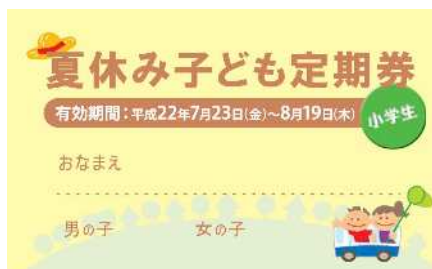 夏休み子ども定期券
有効期間：平成22年7月23日(金)〜8月19日(木)
小学生
おなまえ
男の子 女の子